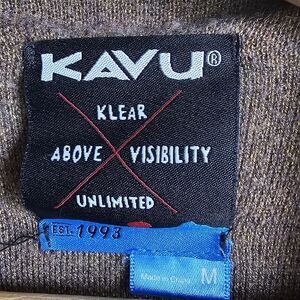 KAVU®
KLEAR
ABOVE VISIBILITY
UNLIMITED
EST. 1993
Made in China M